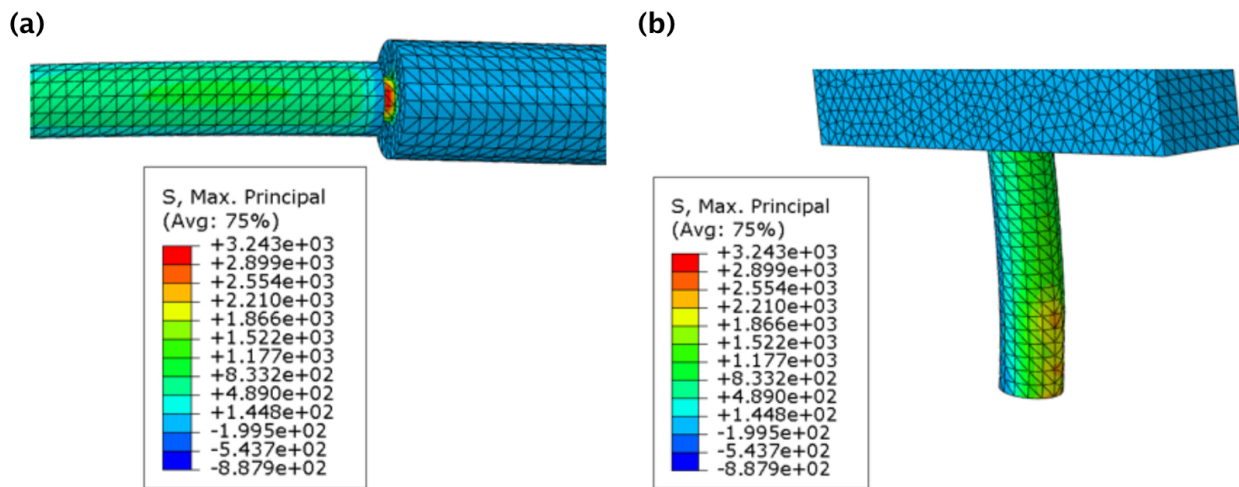 (a)
(b)
S, Max. Principal
(Avg: 75%)
+3.243e+03
+2.899e+03
+2.554e+03
+2.210e+03
+1.866e+03
+1.522e+03
+1.177e+03
+8.332e+02
+4.890e+02
+1.448e+02
-1.995e+02
-5.437e+02
-8.879e+02
S, Max. Principal
(Avg: 75%)
+3.243e+03
+2.899e+03
+2.554e+03
+2.210e+03
+1.866e+03
+1.522e+03
+1.177e+03
+8.332e+02
+4.890e+02
+1.448e+02
-1.995e+02
-5.437e+02
-8.879e+02